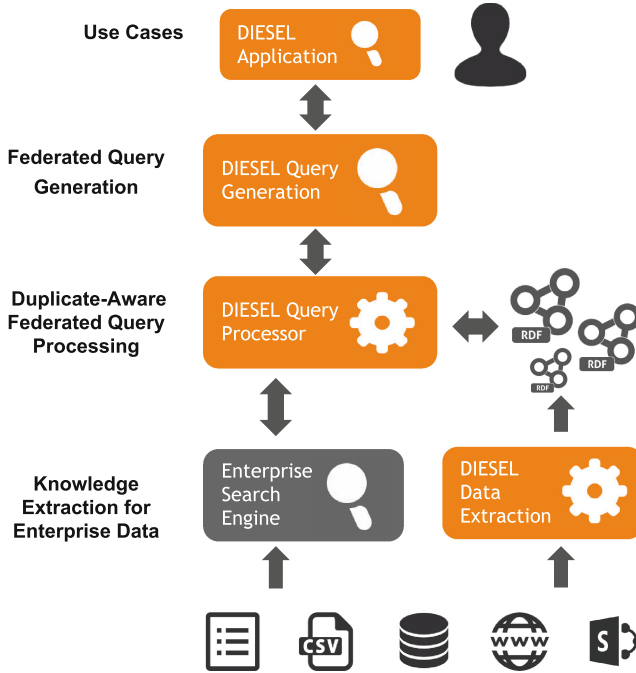 Use Cases
DIESEL
Application
Federated Query
Generation
DIESEL Query
Generation
Duplicate-Aware
Federated Query
Processing
DIESEL Query
Processor
RDF
RDF
RDF
Knowledge
Extraction for
Enterprise Data
Enterprise
Search
Engine
DIESEL
Data
Extraction
CSV
WWW
S